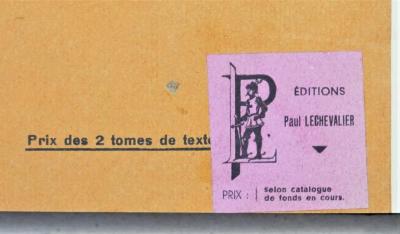 ÉDITIONS
Paul LECHEVALIER
Prix des 2 tomes de texte
PRIX :
Selon catalogue
de fonds en cours.